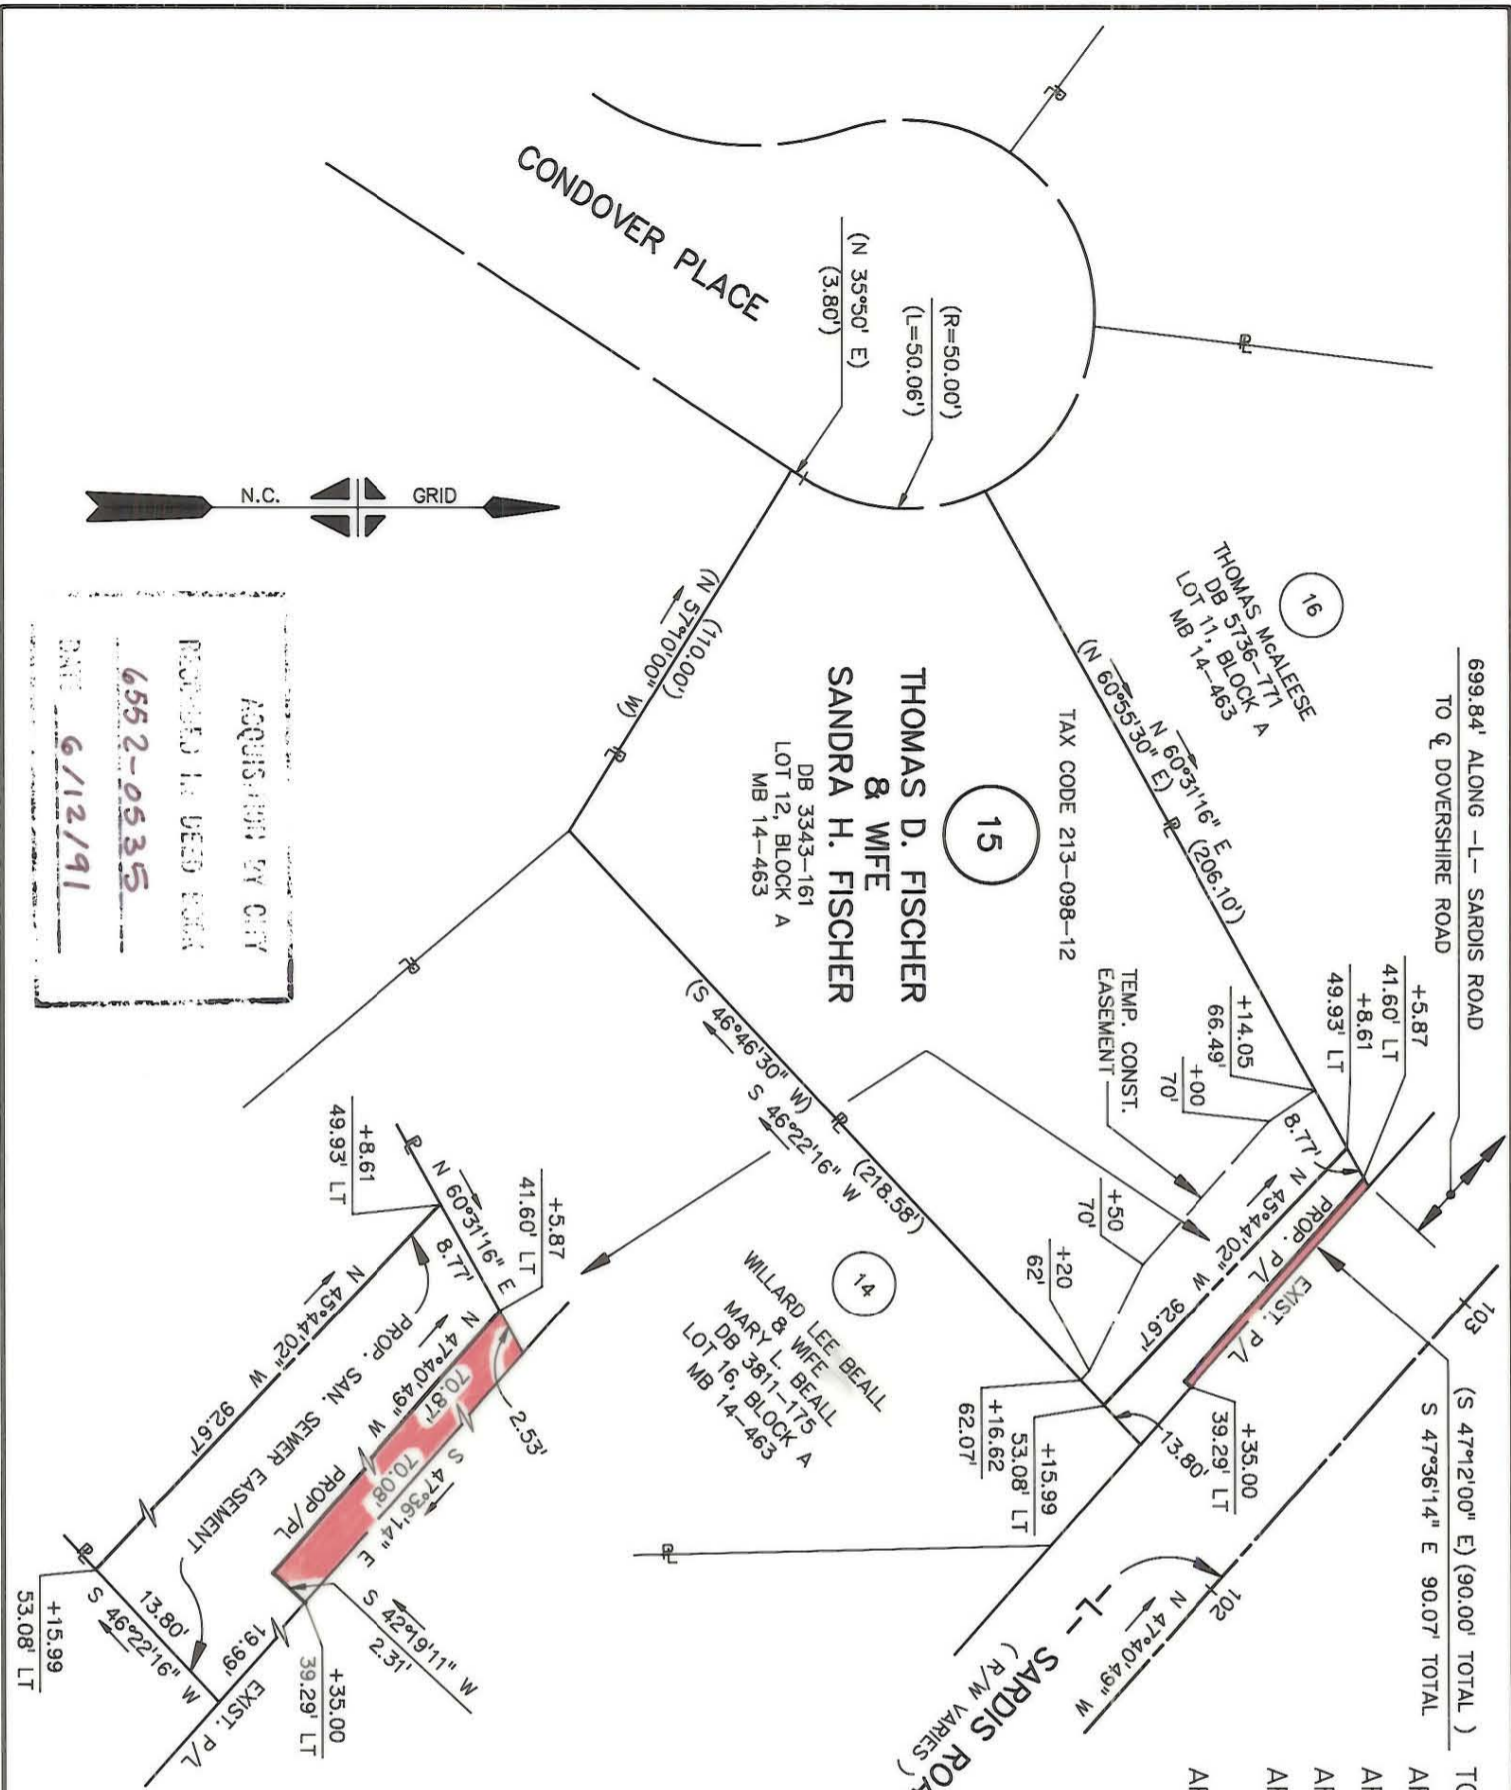 699.84' ALONG -L- SARDIS ROAD
TO ℄ DOVERSHIRE ROAD
(S 47°12'00" E) (90.00' TOTAL )
S 47°36'14" E 90.07' TOTAL
+5.87
41.60' LT
+8.61
49.93' LT
+14.05
66.49'
+00
70'
8.77'
TEMP. CONST.
EASEMENT
16
THOMAS McALEESE
DB 5736-771
LOT 11, BLOCK A
MB 14-463
N 60°31'16" E
(N 60°55'30" E)
(206.10')
TAX CODE 213-098-12
15
THOMAS D. FISCHER
& WIFE
SANDRA H. FISCHER
DB 3343-161
LOT 12, BLOCK A
MB 14-463
(R=50.00')
(L=50.06')
(N 35°50' E)
(3.80')
CONDOVER PLACE
(110.00')
(N 57°10'00" W)
(S 46°46'30" W)
S 46°22'16" W
(218.58')
N 45°44'02" W
92.67'
PROP. P/L
EXIST. P/L
+50
70'
+20
62'
103
102
+35.00
39.29' LT
13.80'
+15.99
53.08' LT
+16.62
62.07'
N 47°40'49" W
-L- SARDIS
( R/W VARIES )
14
WILLARD LEE BEALL
& WIFE
MARY L. BEALL
DB 3811-175
LOT 16, BLOCK A
MB 14-463
N.C.
GRID
+5.87
41.60' LT
+8.61
49.93' LT
N 60°31'16" E
8.77'
2.53'
N 47°40'49" W
70.87'
S 47°36'14" E
70.08'
PROP/PL
PROP. SAN. SEWER EASEMENT
N 45°44'02" W
92.67'
S 42°19'11" W
2.31'
+35.00
39.29' LT
19.99'
EXIST. P/L
13.80'
S 46°22'16" W
+15.99
53.08' LT
BY CITY
DEED BOOK
6552-0535
DATE 6/12/91